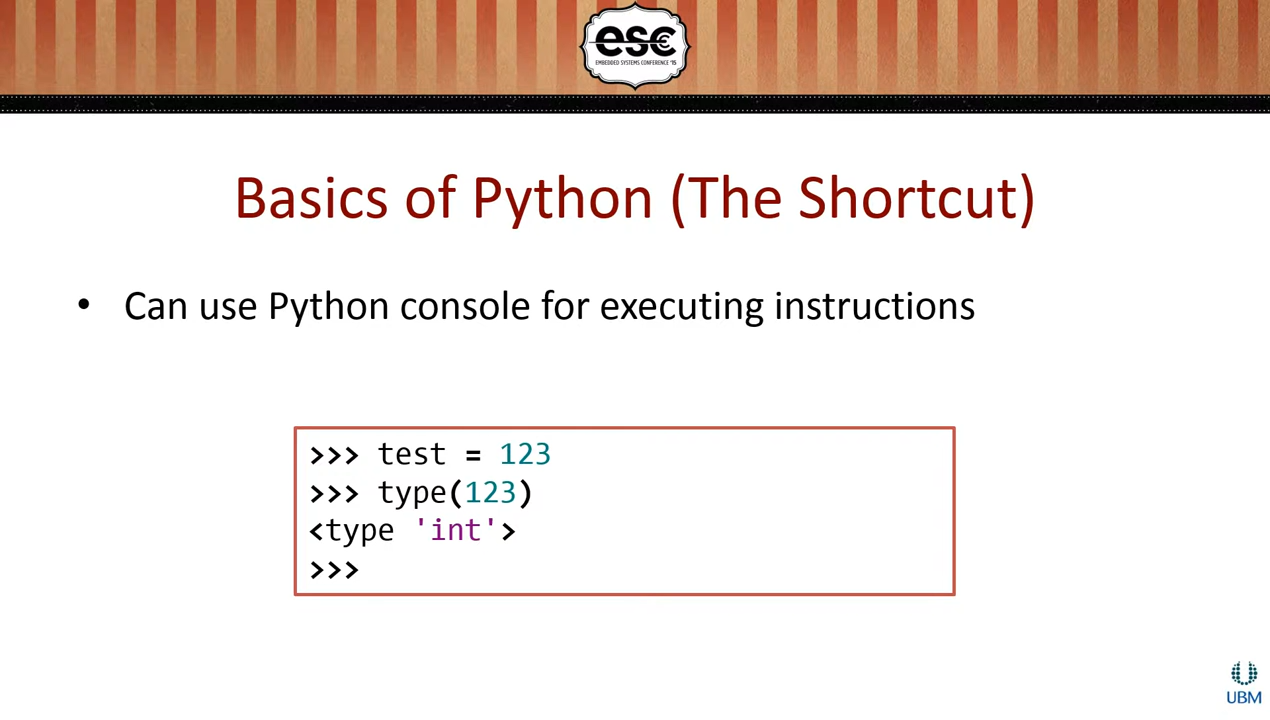 esc
EMBEDDED SYSTEMS CONFERENCE '15
Basics of Python (The Shortcut)
• Can use Python console for executing instructions
>>> test = 123
>>> type(123)
<type 'int'>
>>>
UBM